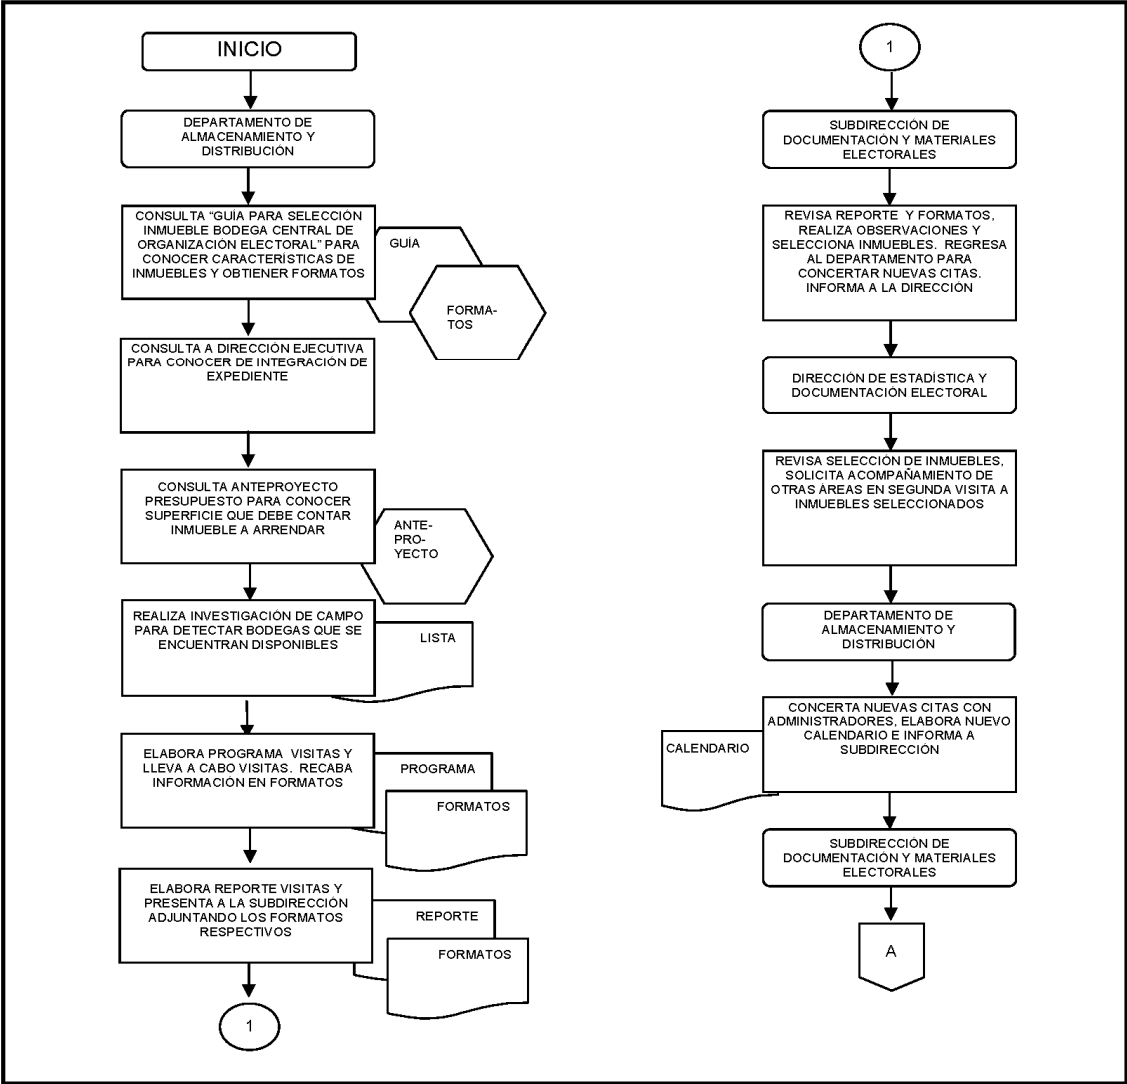 INICIO
DEPARTAMENTO DE
ALMACENAMIENTO Y
DISTRIBUCIÓN
CONSULTA “GUÍA PARA SELECCIÓN
INMUEBLE BODEGA CENTRAL DE
ORGANIZACIÓN ELECTORAL” PARA
CONOCER CARACTERÍSTICAS DE
INMUEBLES Y OBTIENER FORMATOS
GUÍA
FORMA-
TOS
CONSULTA A DIRECCIÓN EJECUTIVA
PARA CONOCER DE INTEGRACIÓN DE
EXPEDIENTE
CONSULTA ANTEPROYECTO
PRESUPUESTO PARA CONOCER
SUPERFICIE QUE DEBE CONTAR
INMUEBLE A ARRENDAR
ANTE-
PRO-
YECTO
REALIZA INVESTIGACIÓN DE CAMPO
PARA DETECTAR BODEGAS QUE SE
ENCUENTRAN DISPONIBLES
LISTA
ELABORA PROGRAMA VISITAS Y
LLEVA A CABO VISITAS. RECABA
INFORMACIÓN EN FORMATOS
PROGRAMA
FORMATOS
ELABORA REPORTE VISITAS Y
PRESENTA A LA SUBDIRECCIÓN
ADJUNTANDO LOS FORMATOS
RESPECTIVOS
REPORTE
FORMATOS
1
1
SUBDIRECCIÓN DE
DOCUMENTACIÓN Y MATERIALES
ELECTORALES
REVISA REPORTE Y FORMATOS,
REALIZA OBSERVACIONES Y
SELECCIONA INMUEBLES. REGRESA
AL DEPARTAMENTO PARA
CONCERTAR NUEVAS CITAS.
INFORMA A LA DIRECCIÓN
DIRECCIÓN DE ESTADÍSTICA Y
DOCUMENTACIÓN ELECTORAL
REVISA SELECCIÓN DE INMUEBLES,
SOLICITA ACOMPAÑAMIENTO DE
OTRAS ÁREAS EN SEGUNDA VISITA A
INMUEBLES SELECCIONADOS
DEPARTAMENTO DE
ALMACENAMIENTO Y
DISTRIBUCIÓN
CONCERTA NUEVAS CITAS CON
ADMINISTRADORES, ELABORA NUEVO
CALENDARIO E INFORMA A
SUBDIRECCIÓN
CALENDARIO
SUBDIRECCIÓN DE
DOCUMENTACIÓN Y MATERIALES
ELECTORALES
A